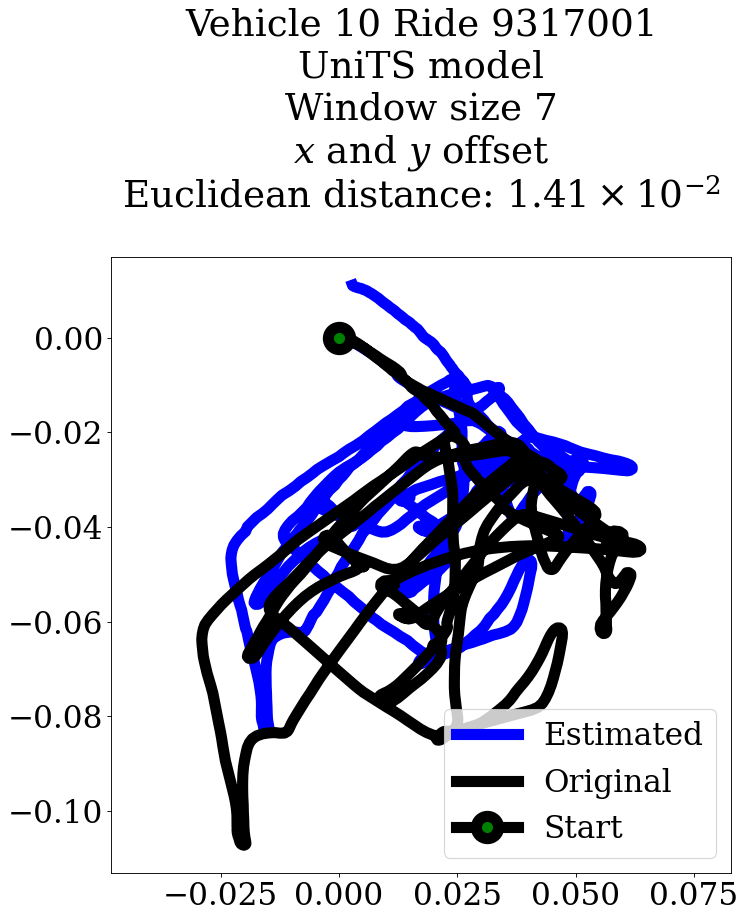 Vehicle 10 Ride 9317001
UniTS model
Window size 7
x and y offset
Euclidean distance: 1.41 × 10⁻²
0.00
−0.02
−0.04
−0.06
−0.08
−0.10
Estimated
Original
Start
−0.025 0.000 0.025 0.050 0.075